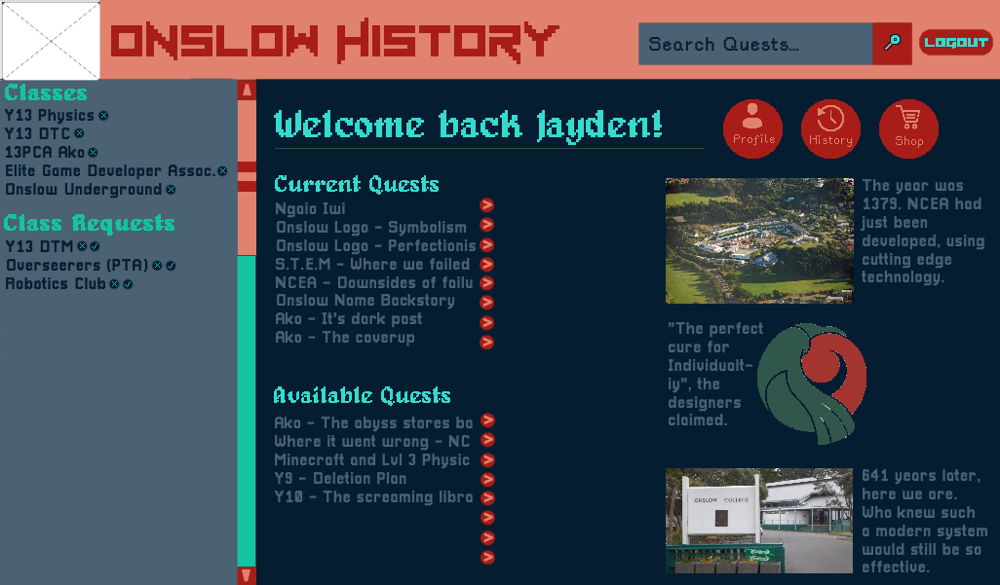 ONSLOW HISTORY
Search Quests...
LOGOUT
Classes
Y13 Physics
Y13 DTC
13PCA Ako
Elite Game Developer Assoc.
Onslow Underground
Class Requests
Y13 DTM
Overseerers (PTA)
Robotics Club
Welcome back Jayden!
Profile
History
Shop
Current Quests
Ngaio Iwi
Onslow Logo - Symbolism
Onslow Logo - Perfectionis
S.T.E.M - Where we failed
NCEA - Downsides of failu
Onslow Name Backstory
Ako - It's dark past
Ako - The coverup
Available Quests
Ako - The abyss stares ba
Where it went wrong - NC
Minecraft and Lvl 3 Physic
Y9 - Deletion Plan
Y10 - The screaming libra
The year was
1379. NCEA had
just been
developed, using
cutting edge
technology.
"The perfect
cure for
Individualt-
iy", the
designers
claimed.
ONSLOW COLLEGE
641 years later,
here we are.
Who knew such
a modern system
would still be so
effective.